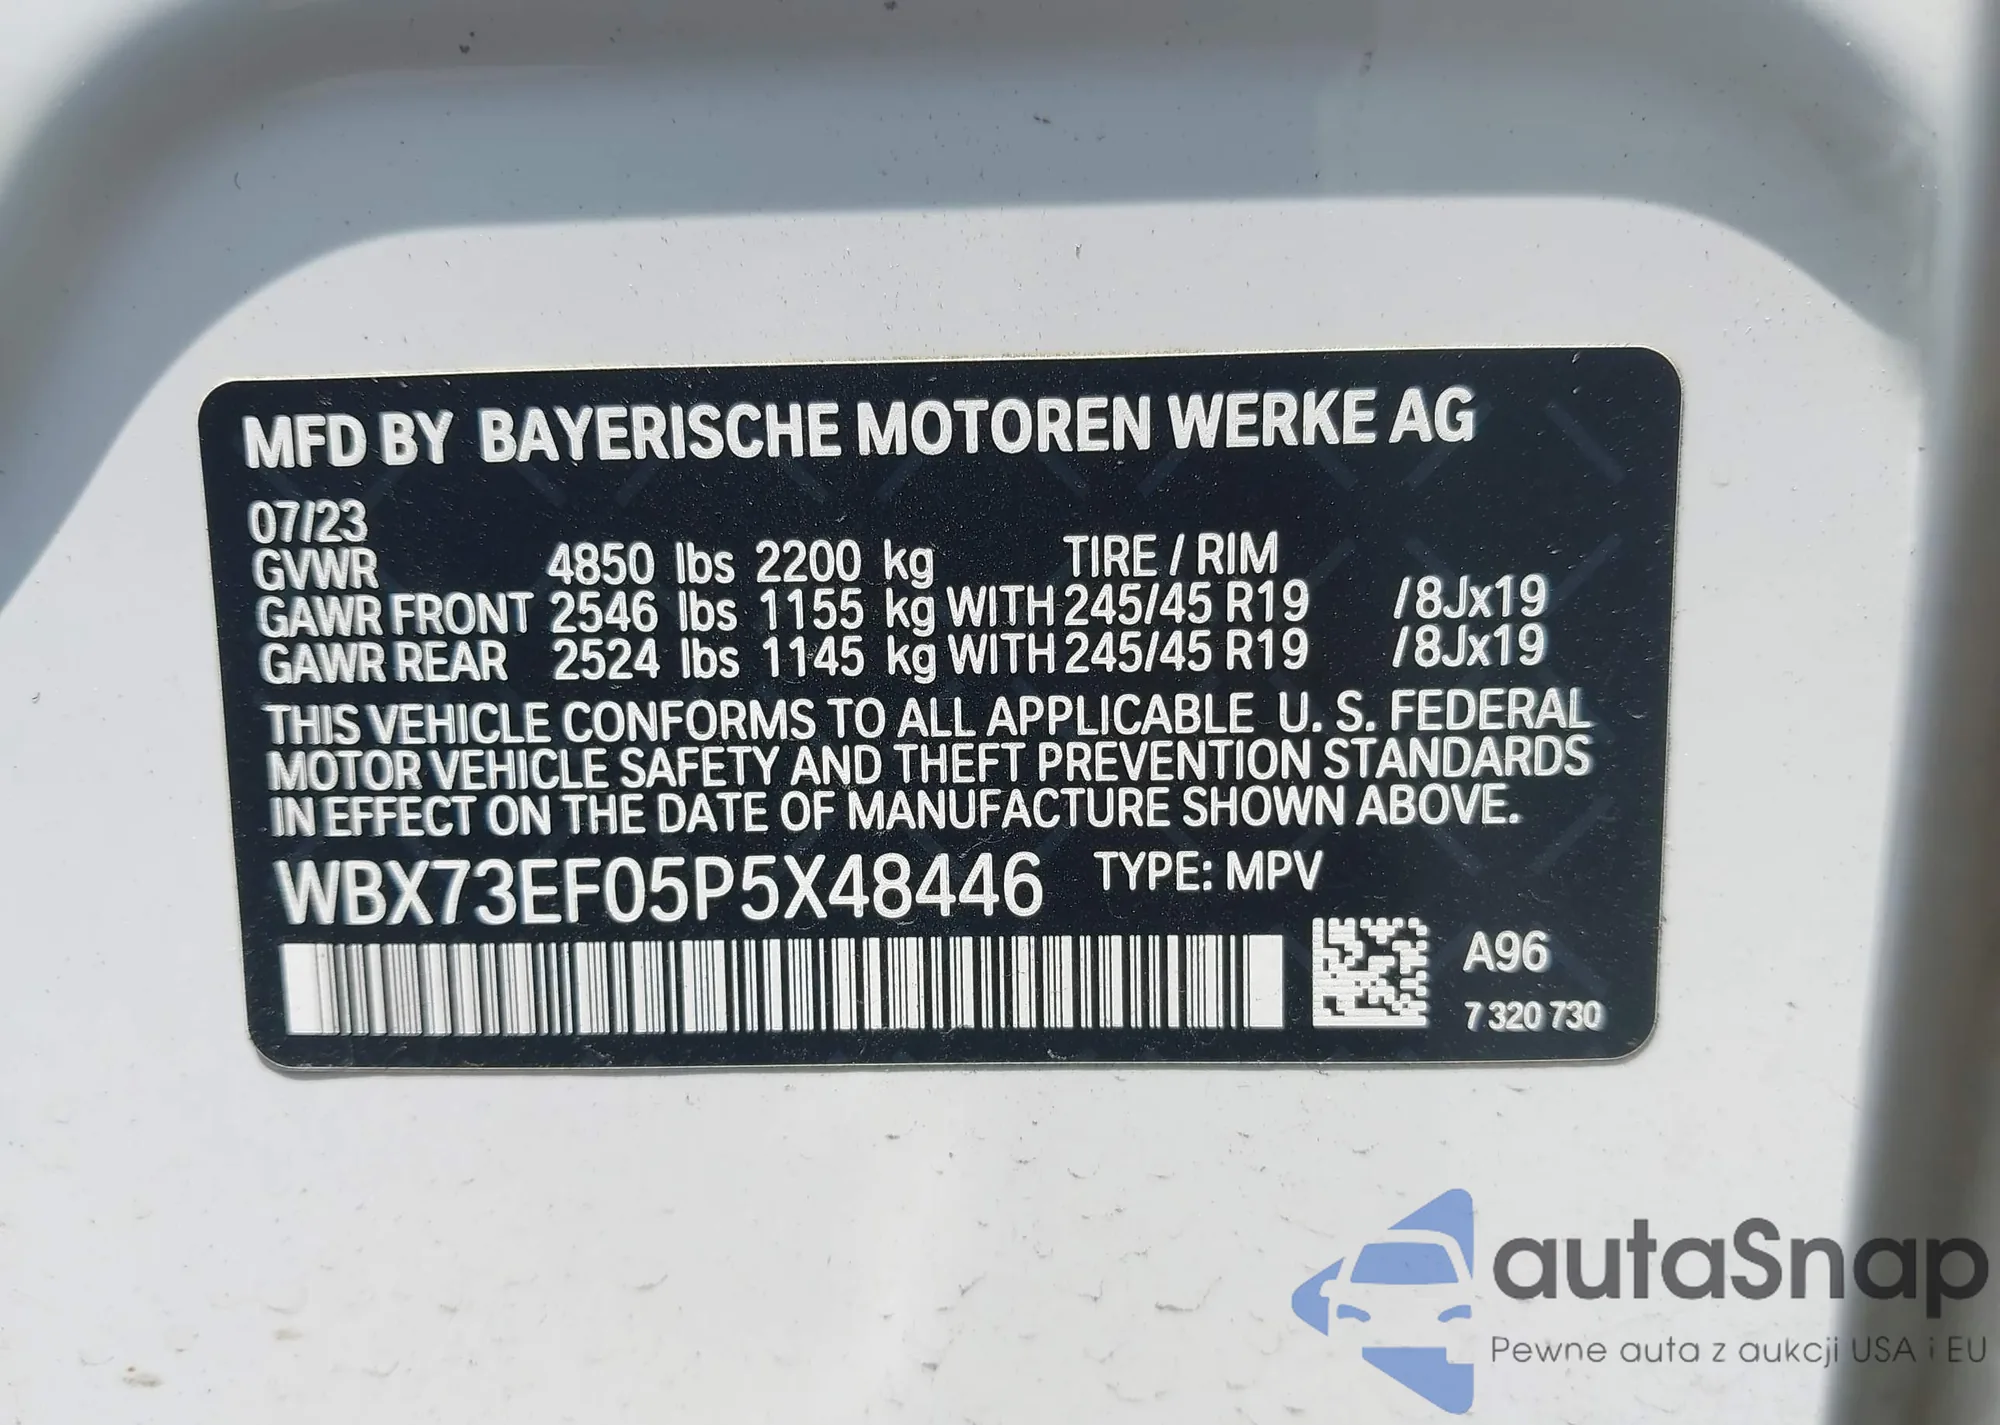 MFD BY BAYERISCHE MOTOREN WERKE AG
07/23
GVWR 4850 lbs 2200 kg TIRE / RIM
GAWR FRONT 2546 lbs 1155 kg WITH 245/45 R19 /8Jx19
GAWR REAR 2524 lbs 1145 kg WITH 245/45 R19 /8Jx19
THIS VEHICLE CONFORMS TO ALL APPLICABLE U. S. FEDERAL
MOTOR VEHICLE SAFETY AND THEFT PREVENTION STANDARDS
IN EFFECT ON THE DATE OF MANUFACTURE SHOWN ABOVE.
WBX73EF05P5X48446 TYPE: MPV
A96
7 320 730
autaSnap
Pewne auta z aukcji USA i EU